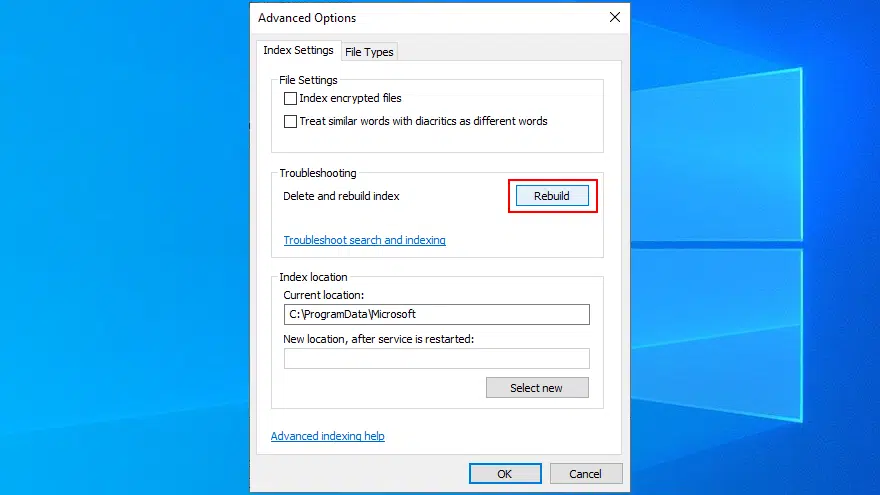 Advanced Options
Index Settings
File Types
File Settings
Index encrypted files
Treat similar words with diacritics as different words
Troubleshooting
Delete and rebuild index
Rebuild
Troubleshoot search and indexing
Index location
Current location:
C:\ProgramData\Microsoft
New location, after service is restarted:
Select new
Advanced indexing help
OK
Cancel